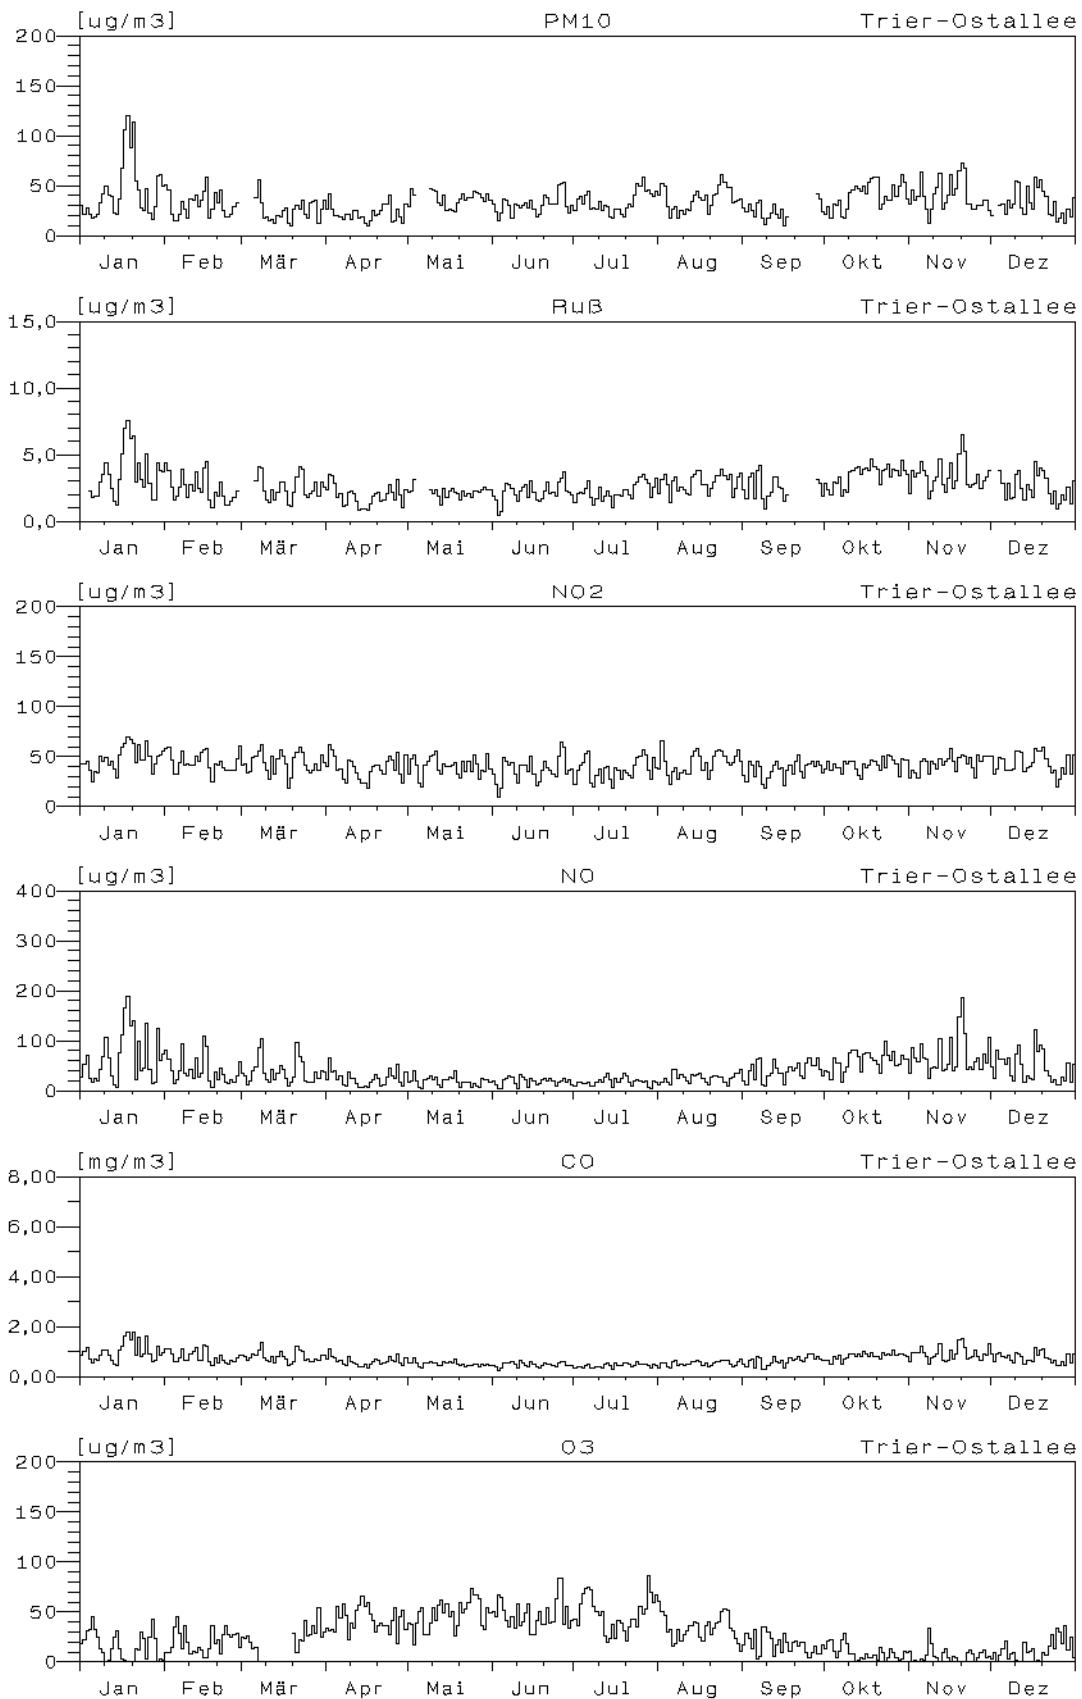 [ug/m3] PM10 Trier-Ostallee
200
150
100
50
0
Jan Feb Mär Apr Mai Jun Jul Aug Sep Okt Nov Dez
[ug/m3] Ruß Trier-Ostallee
15,0
10,0
5,0
0,0
Jan Feb Mär Apr Mai Jun Jul Aug Sep Okt Nov Dez
[ug/m3] NO2 Trier-Ostallee
200
150
100
50
0
Jan Feb Mär Apr Mai Jun Jul Aug Sep Okt Nov Dez
[ug/m3] NO Trier-Ostallee
400
300
200
100
0
Jan Feb Mär Apr Mai Jun Jul Aug Sep Okt Nov Dez
[mg/m3] CO Trier-Ostallee
8,00
6,00
4,00
2,00
0,00
Jan Feb Mär Apr Mai Jun Jul Aug Sep Okt Nov Dez
[ug/m3] O3 Trier-Ostallee
200
150
100
50
0
Jan Feb Mär Apr Mai Jun Jul Aug Sep Okt Nov Dez